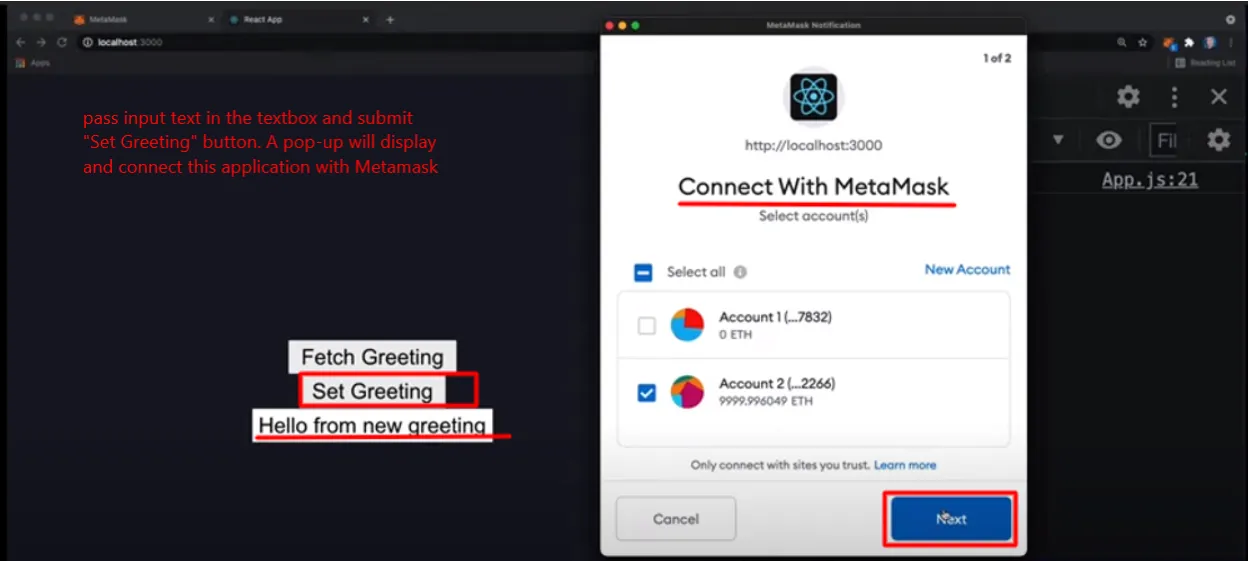 MetaMask
React App
localhost:3000
Apps
Reading List
pass input text in the textbox and submit
"Set Greeting" button. A pop-up will display
and connect this application with Metamask
Fetch Greeting
Set Greeting
Hello from new greeting
MetaMask Notification
1 of 2
http://localhost:3000
Connect With MetaMask
Select account(s)
Select all
New Account
Account 1 (...7832)
0 ETH
Account 2 (...2266)
9999.996049 ETH
Only connect with sites you trust. Learn more
Cancel
Next
Fil
App.js:21